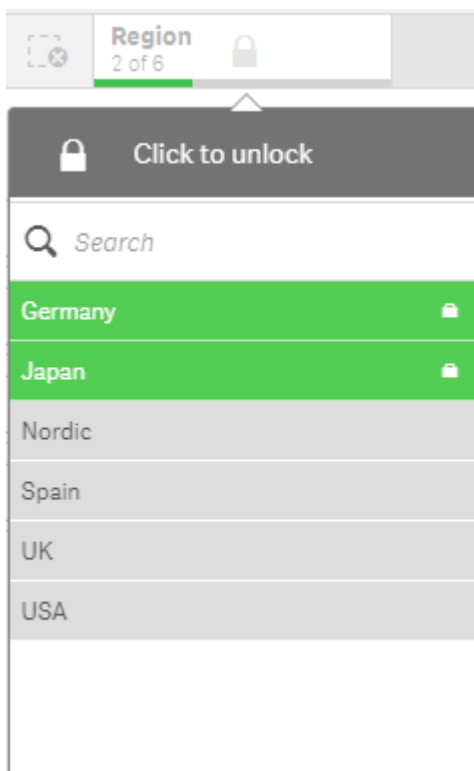 Region
2 of 6
Click to unlock
Search
Germany
Japan
Nordic
Spain
UK
USA